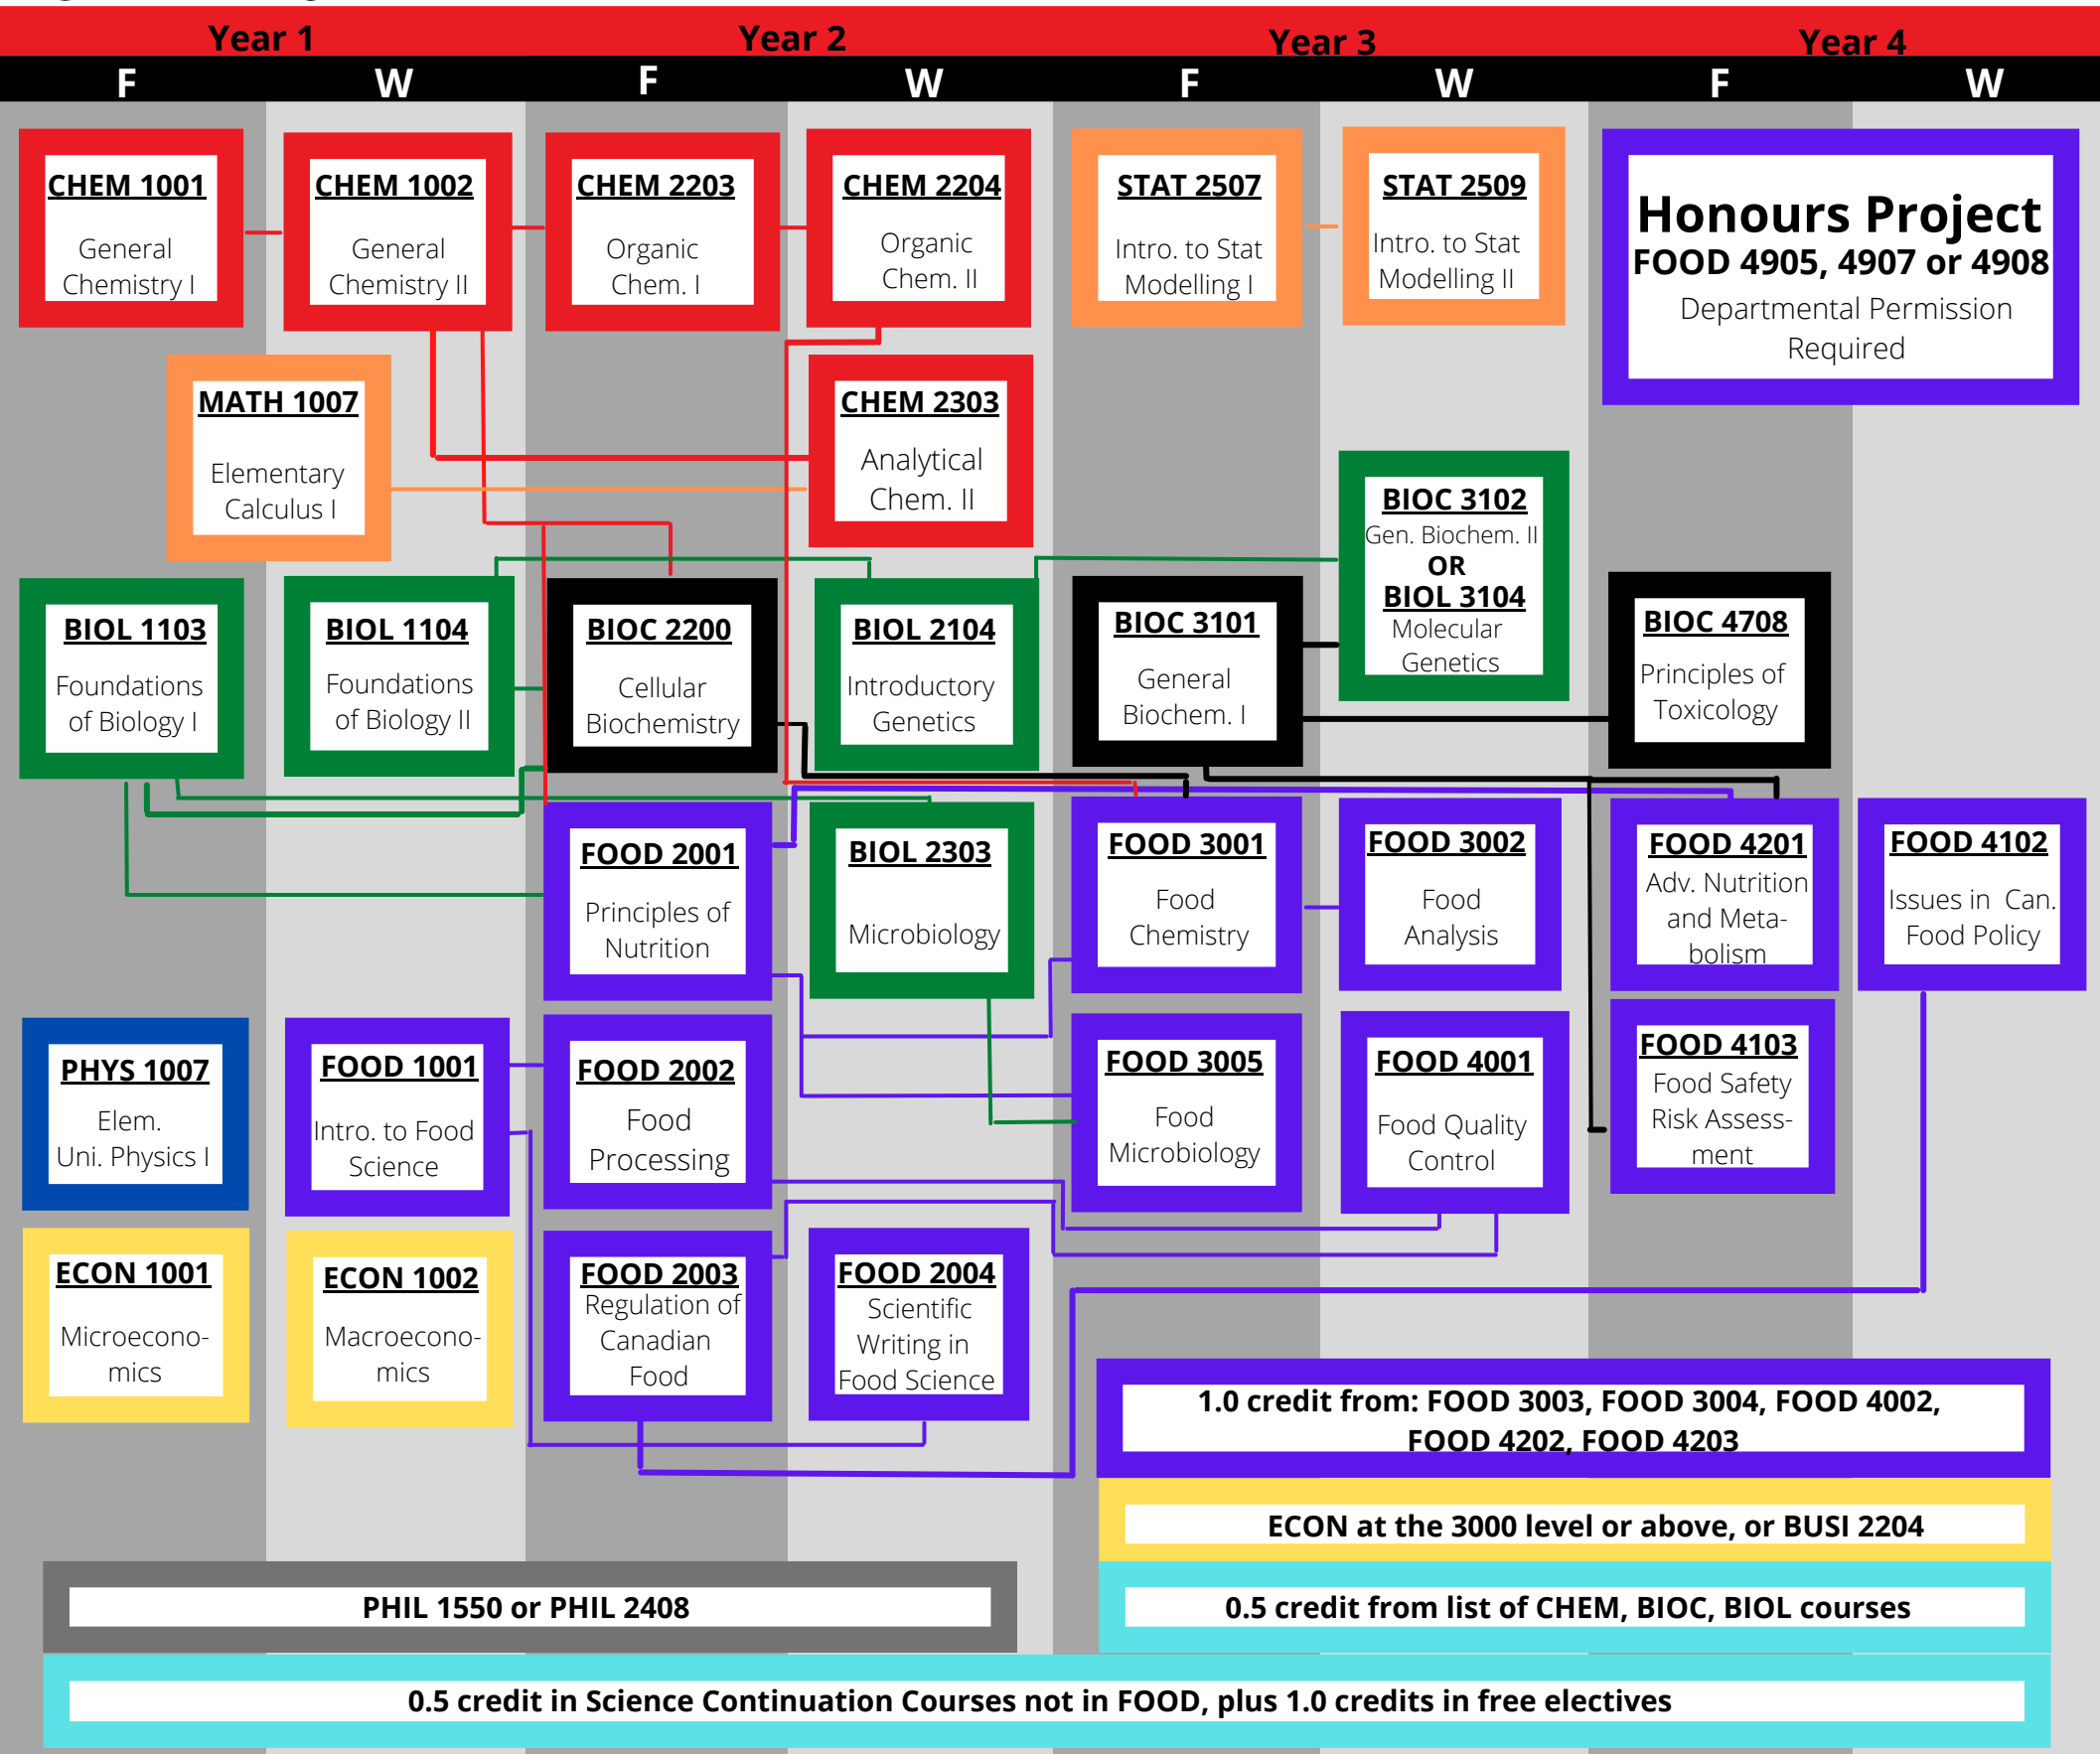 Year 1
Year 2
Year 3
Year 4
F
W
F
W
F
W
F
W
CHEM 1001
General
Chemistry I
CHEM 1002
General
Chemistry II
CHEM 2203
Organic
Chem. I
CHEM 2204
Organic
Chem. II
STAT 2507
Intro. to Stat
Modelling I
STAT 2509
Intro. to Stat
Modelling II
Honours Project
FOOD 4905, 4907 or 4908
Departmental Permission
Required
MATH 1007
Elementary
Calculus I
CHEM 2303
Analytical
Chem. II
BIOC 3102
Gen. Biochem. II
OR
BIOL 3104
Molecular
Genetics
BIOL 1103
Foundations
of Biology I
BIOL 1104
Foundations
of Biology II
BIOC 2200
Cellular
Biochemistry
BIOL 2104
Introductory
Genetics
BIOC 3101
General
Biochem. I
BIOC 4708
Principles of
Toxicology
FOOD 2001
Principles of
Nutrition
BIOL 2303
Microbiology
FOOD 3001
Food
Chemistry
FOOD 3002
Food
Analysis
FOOD 4201
Adv. Nutrition
and Meta-
bolism
FOOD 4102
Issues in Can.
Food Policy
PHYS 1007
Elem.
Uni. Physics I
FOOD 1001
Intro. to Food
Science
FOOD 2002
Food
Processing
FOOD 3005
Food
Microbiology
FOOD 4001
Food Quality
Control
FOOD 4103
Food Safety
Risk Assess-
ment
ECON 1001
Microecono-
mics
ECON 1002
Macroecono-
mics
FOOD 2003
Regulation of
Canadian
Food
FOOD 2004
Scientific
Writing in
Food Science
1.0 credit from: FOOD 3003, FOOD 3004, FOOD 4002,
FOOD 4202, FOOD 4203
ECON at the 3000 level or above, or BUSI 2204
PHIL 1550 or PHIL 2408
0.5 credit from list of CHEM, BIOC, BIOL courses
0.5 credit in Science Continuation Courses not in FOOD, plus 1.0 credits in free electives